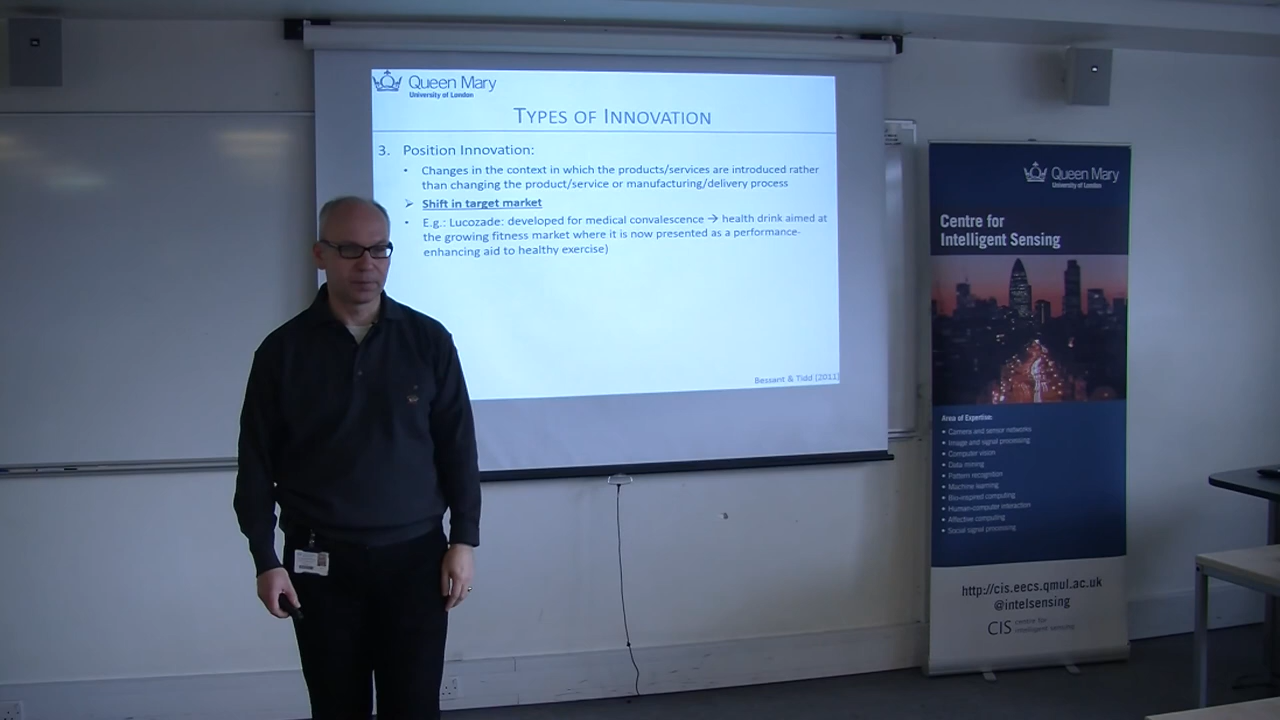 Queen Mary
University of London
TYPES OF INNOVATION
3. Position Innovation:
• Changes in the context in which the products/services are introduced rather
than changing the product/service or manufacturing/delivery process
➢ Shift in target market
• E.g.: Lucozade: developed for medical convalescence → health drink aimed at
the growing fitness market where it is now presented as a performance-
enhancing aid to healthy exercise)
Bessant & Tidd (2011)
Queen Mary
University of London
Centre for
Intelligent Sensing
Area of Expertise:
• Camera and sensor networks
• Image and signal processing
• Computer vision
• Data mining
• Pattern recognition
• Machine learning
• Bio-inspired computing
• Human-computer interaction
• Affective computing
• Social signal processing
http://cis.eecs.qmul.ac.uk
@intelsensing
CIS centre for
intelligent sensing